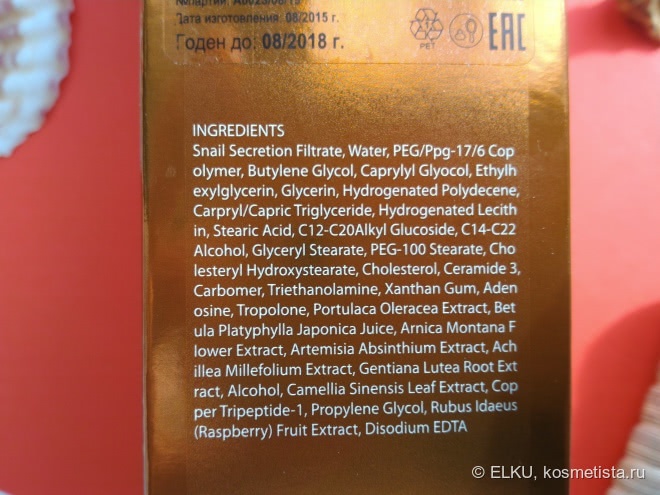 №партии: A0025/08/15
Дата изготовления: 08/2015 г.
Годен до: 08/2018 г.
PET
EAC
INGREDIENTS
Snail Secretion Filtrate, Water, PEG/Ppg-17/6 Cop
olymer, Butylene Glycol, Caprylyl Glyocol, Ethylh
exylglycerin, Glycerin, Hydrogenated Polydecene,
Carpryl/Capric Triglyceride, Hydrogenated Lecith
in, Stearic Acid, C12-C20Alkyl Glucoside, C14-C22
Alcohol, Glyceryl Stearate, PEG-100 Stearate, Cho
lesteryl Hydroxystearate, Cholesterol, Ceramide 3,
Carbomer, Triethanolamine, Xanthan Gum, Aden
osine, Tropolone, Portulaca Oleracea Extract, Bet
ula Platyphylla Japonica Juice, Arnica Montana F
lower Extract, Artemisia Absinthium Extract, Ach
illea Millefolium Extract, Gentiana Lutea Root Ext
ract, Alcohol, Camellia Sinensis Leaf Extract, Cop
per Tripeptide-1, Propylene Glycol, Rubus Idaeus
(Raspberry) Fruit Extract, Disodium EDTA
© ELKU, kosmetista.ru